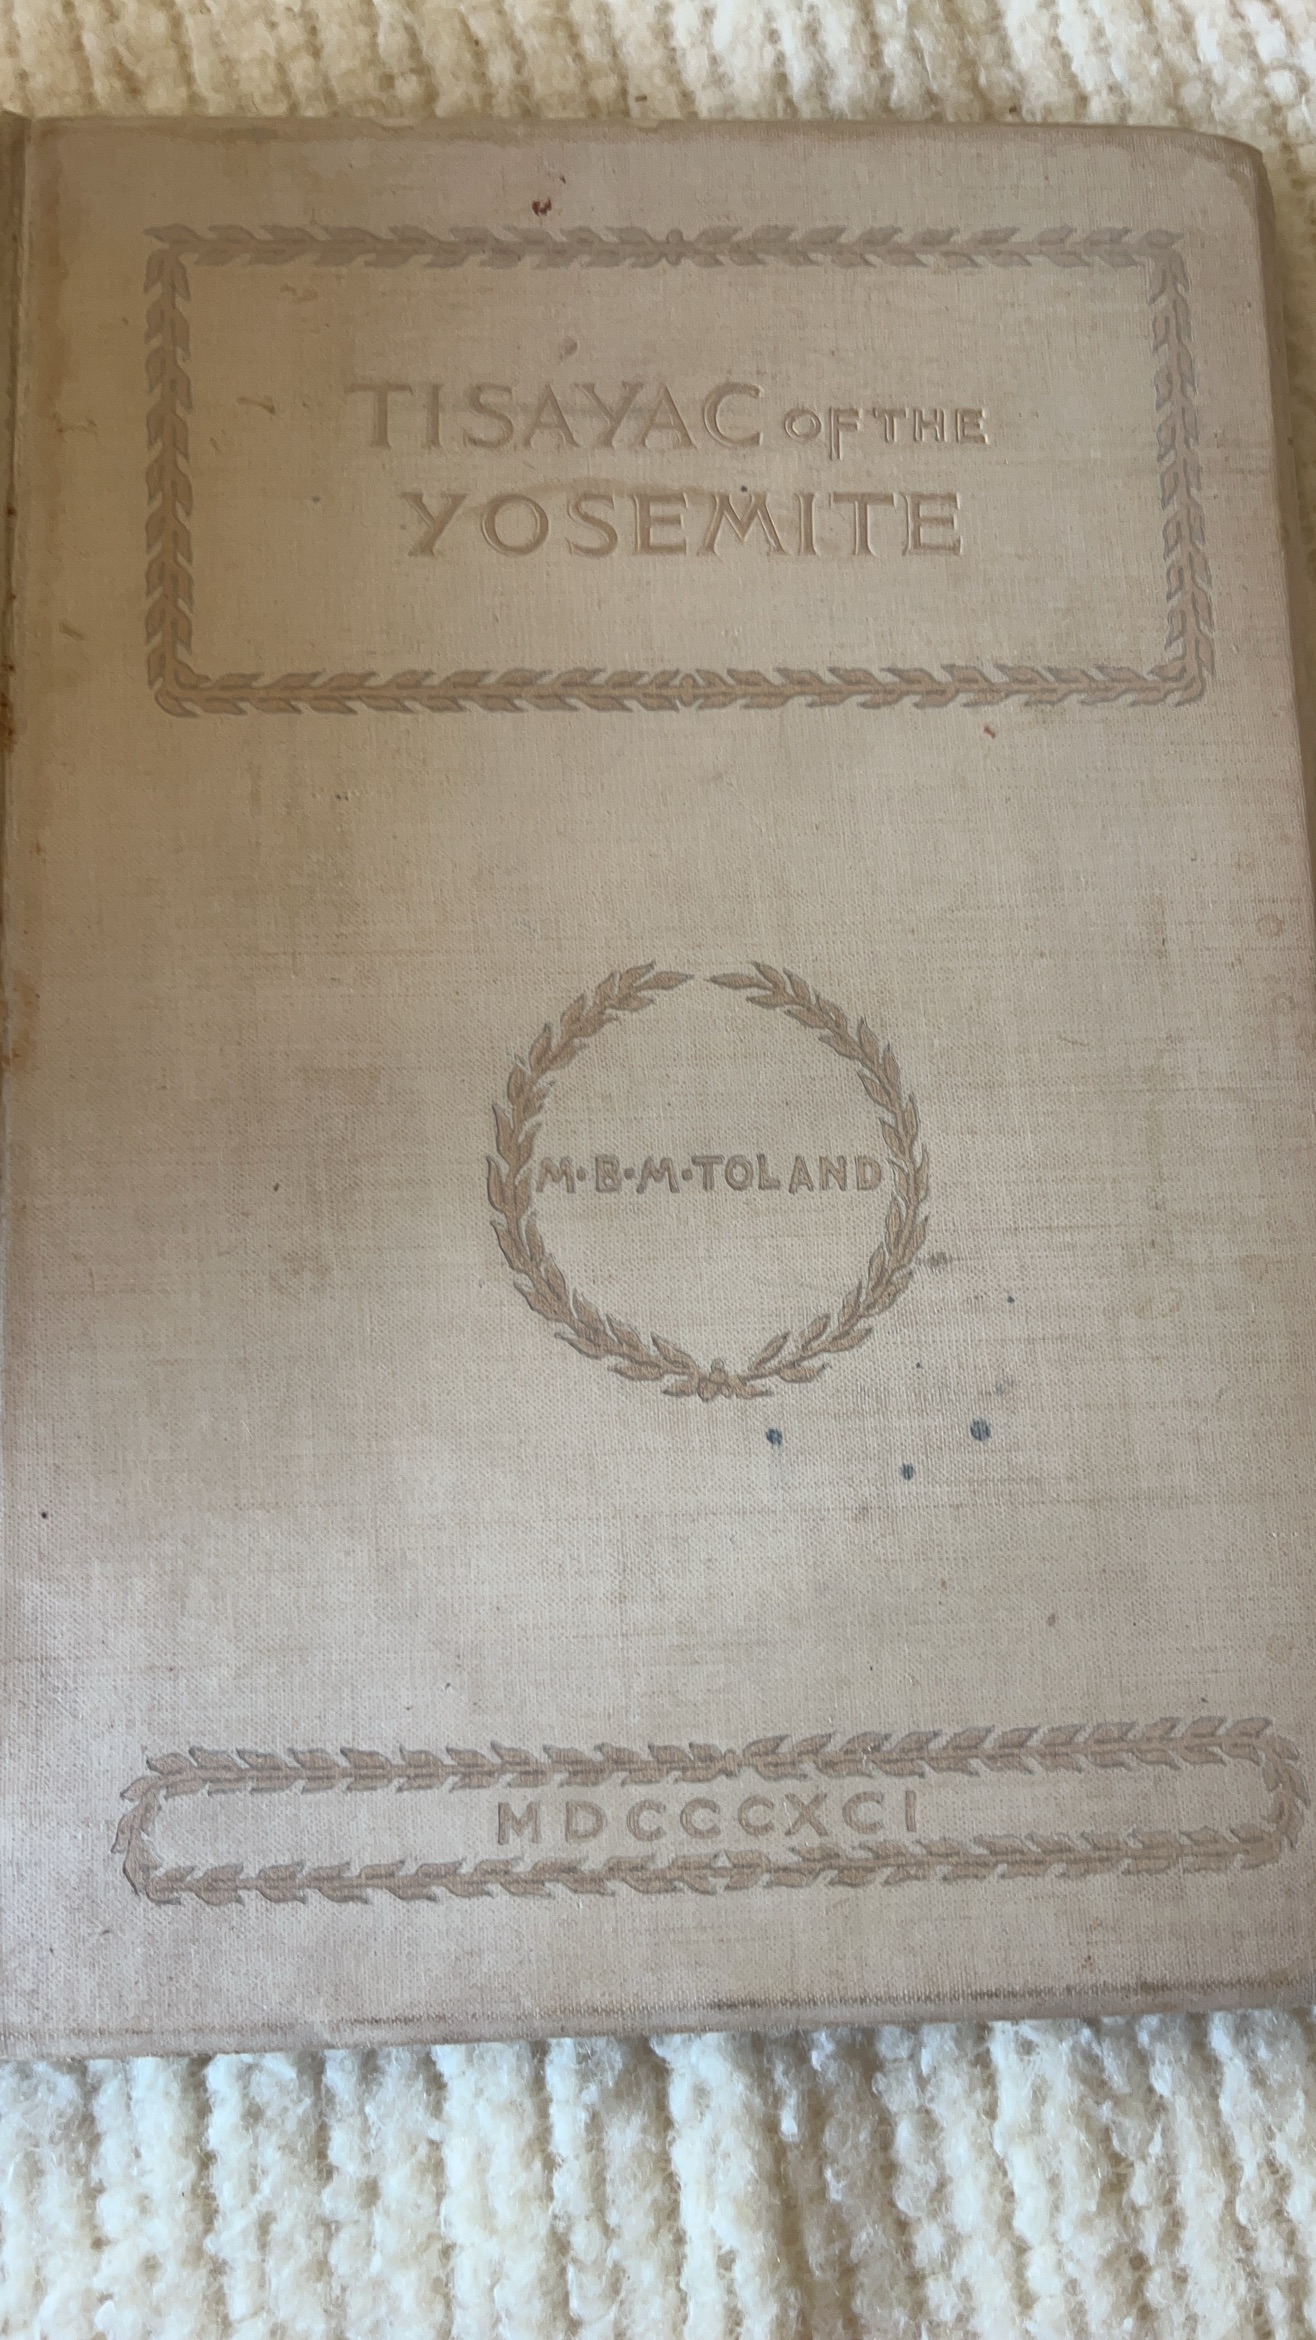 TISAYAC OF THE
YOSEMITE
M·B·M·TOLAND
MDCCCXCI